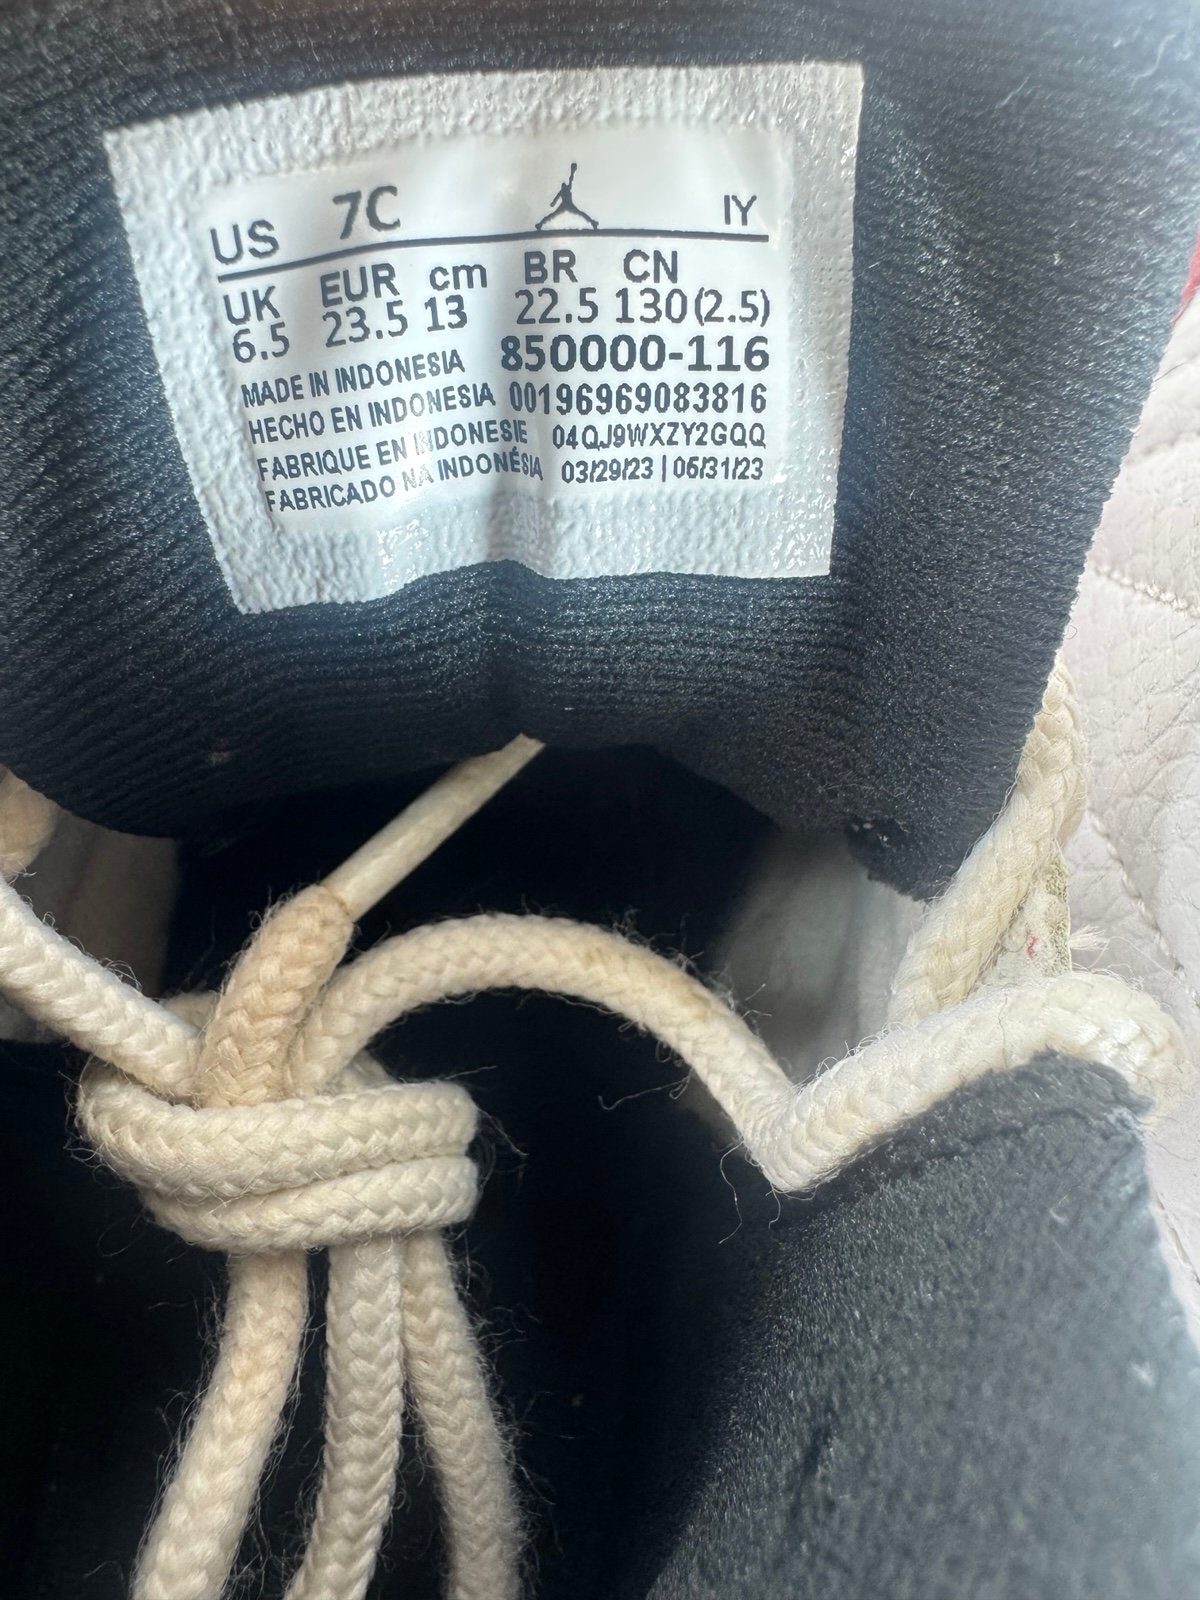 US 7C IY
UK EUR cm BR CN
6.5 23.5 13 22.5 130(2.5)
MADE IN INDONESIA 850000-116
HECHO EN INDONESIA 00196969083816
FABRIQUE EN INDONESIE 04QJ9WXZY2GQQ
FABRICADO NA INDONÉSIA 03/29/23 | 05/31/23